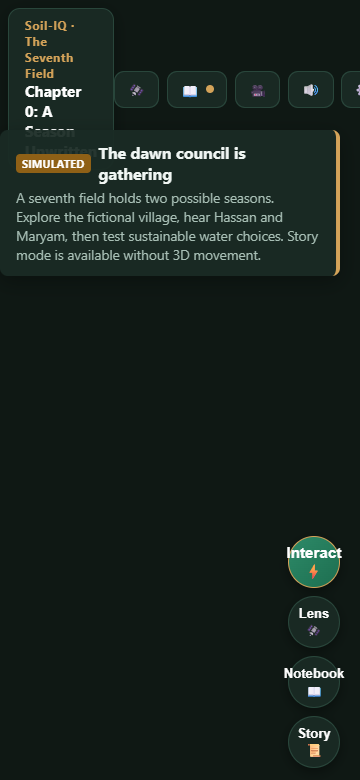 Soil-IQ ·
The
Seventh
Field
Chapter
0: A
Season
Unwritten
SIMULATED
The dawn council is
gathering
A seventh field holds two possible seasons.
Explore the fictional village, hear Hassan and
Maryam, then test sustainable water choices. Story
mode is available without 3D movement.
Interact
Lens
Notebook
Story